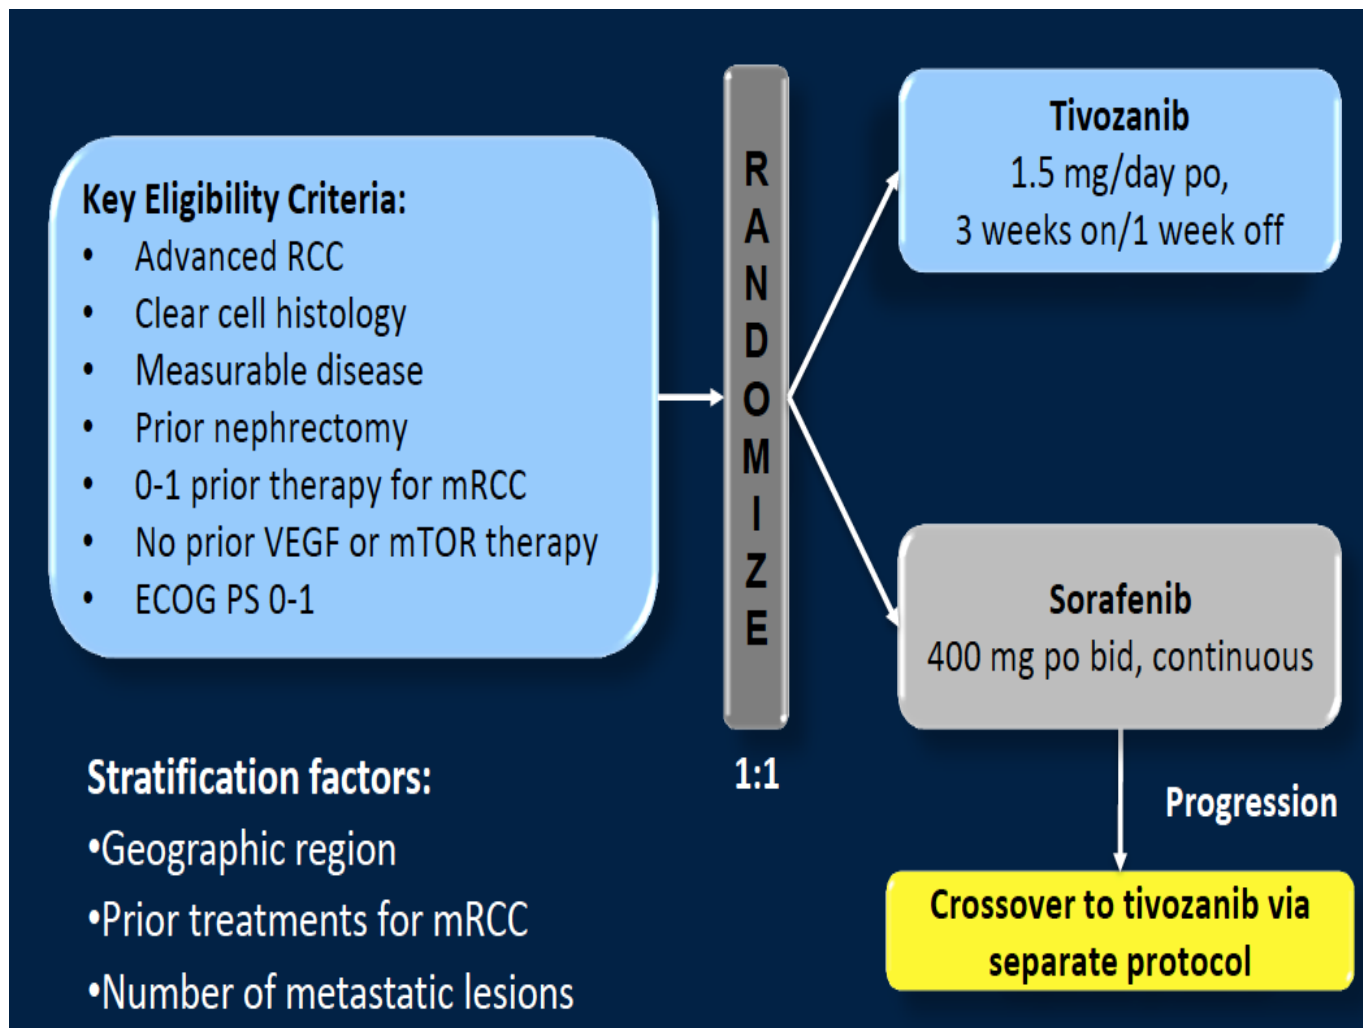 Key Eligibility Criteria:
• Advanced RCC
• Clear cell histology
• Measurable disease
• Prior nephrectomy
• 0-1 prior therapy for mRCC
• No prior VEGF or mTOR therapy
• ECOG PS 0-1
Stratification factors:
•Geographic region
•Prior treatments for mRCC
•Number of metastatic lesions
RANDOMIZE
1:1
Tivozanib
1.5 mg/day po,
3 weeks on/1 week off
Sorafenib
400 mg po bid, continuous
Progression
Crossover to tivozanib via
separate protocol